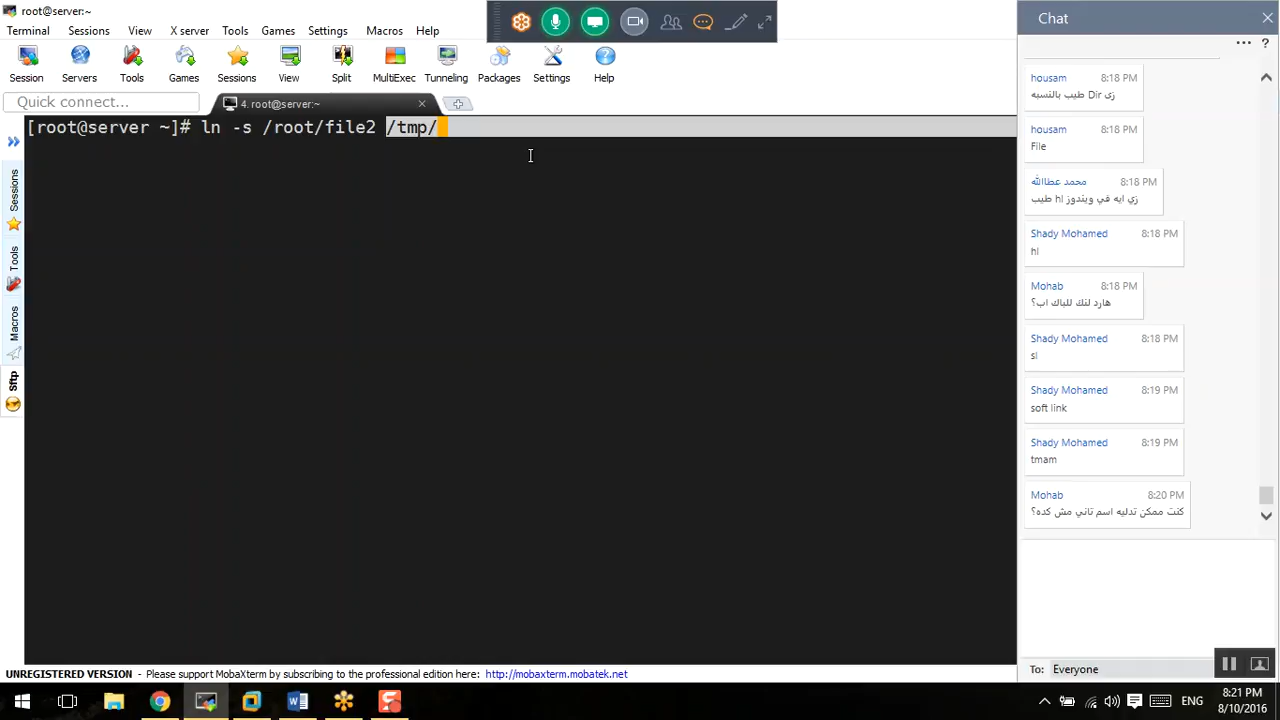 root@server:~
Terminal Sessions View X server Tools Games Settings Macros Help
Session Servers Tools Games Sessions View Split MultiExec Tunneling Packages Settings Help
Quick connect...
4. root@server:~
[root@server ~]# ln -s /root/file2 /tmp/
Sessions
Tools
Macros
Sftp
UNREGISTERED VERSION - Please support MobaXterm by subscribing to the professional edition here: http://mobaxterm.mobatek.net
Chat
housam 8:18 PM
زى Dir طيب بالنسبه
housam 8:18 PM
File
محمد عطاالله 8:18 PM
زي ايه في ويندوز hl طيب
Shady Mohamed 8:18 PM
hl
Mohab 8:18 PM
هارد لنك للباك اب؟
Shady Mohamed 8:18 PM
sl
Shady Mohamed 8:19 PM
soft link
Shady Mohamed 8:19 PM
tmam
Mohab 8:20 PM
كنت ممكن تدليه اسم تاني مش كده؟
To: Everyone
ENG
8:21 PM
8/10/2016